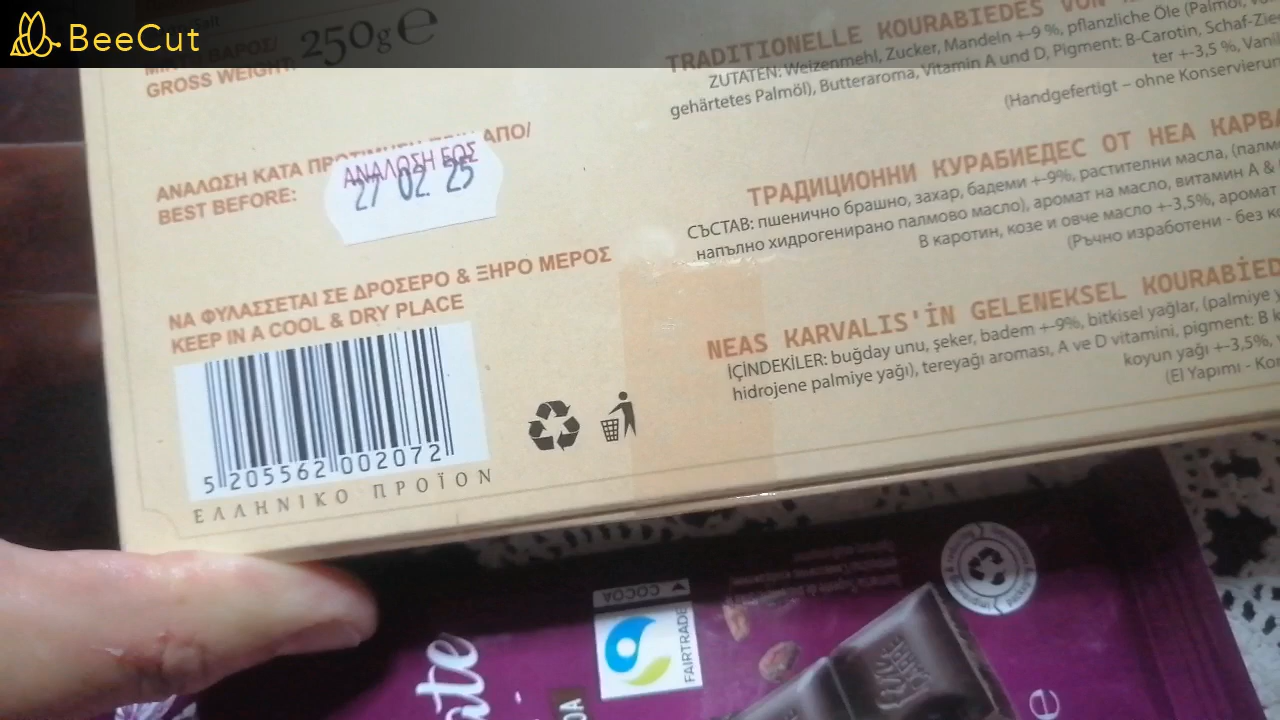 BeeCut
250g e
GROSS WEIGHT:
ΑΝΑΛΩΣΗ ΚΑΤΑ ΑΠΟ/
BEST BEFORE:
ΑΝΑΛΩΣΗ ΕΩΣ
27 02 25
ΝΑ ΦΥΛΑΣΣΕΤΑΙ ΣΕ ΔΡΟΣΕΡΟ & ΞΗΡΟ ΜΕΡΟΣ
KEEP IN A COOL & DRY PLACE
5 205562 002072
ΕΛΛΗΝΙΚΟ ΠΡΟΪΟΝ
TRADITIONELLE KOURABIEDES VON
ZUTATEN: Weizenmehl, Zucker, Mandeln +-9 %, pflanzliche Öle (Palmöl,
gehärtetes Palmöl), Butteraroma, Vitamin A und D, Pigment: B-Carotin, Schaf-Zie
ter +-3,5 %, Vanil
(Handgefertigt – ohne Konservierun
ТРАДИЦИОННИ КУРАБИЕДЕС ОТ НЕА КАРВА
СЪСТАВ: пшенично брашно, захар, бадеми +-9%, растителни масла, (палмо
напълно хидрогенирано палмово масло), аромат на масло, витамин А &
В каротин, козе и овче масло +-3,5%, аромат
(Ръчно изработени - без ко
NEAS KARVALIS'İN GELENEKSEL KOURABİED
İÇİNDEKİLER: buğday unu, şeker, badem +-9%, bitkisel yağlar, (palmiye y
hidrojene palmiye yağı), tereyağı aroması, A ve D vitamini, pigment: B k
koyun yağı +-3,5%,
(El Yapımı - Ko
COCOA
FAIRTRADE